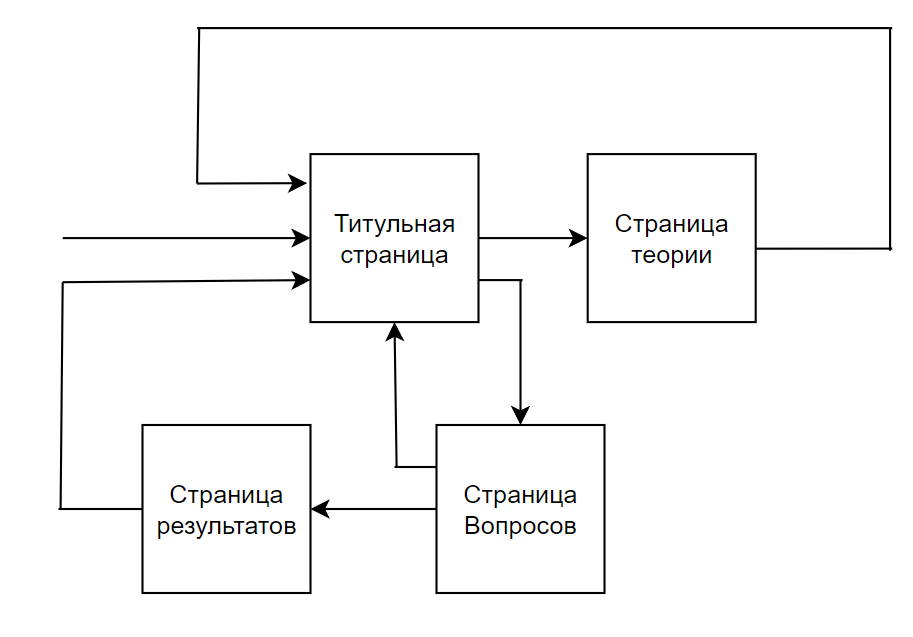 Титульная
страница
Страница
теории
Страница
результатов
Страница
Вопросов